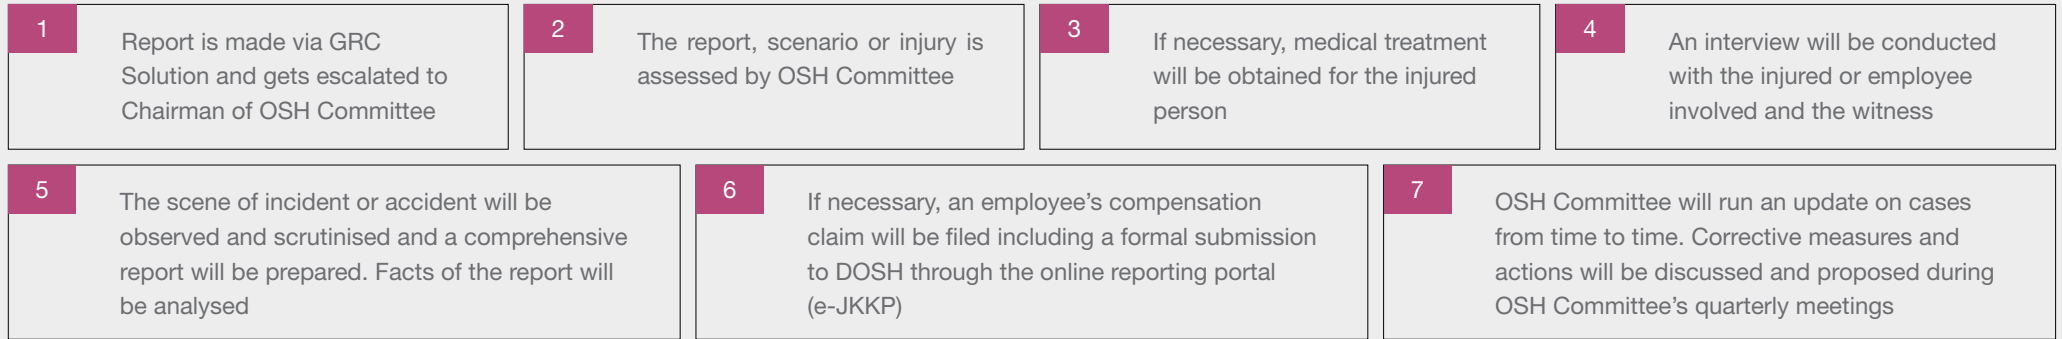 1
Report is made via GRC
Solution and gets escalated to
Chairman of OSH Committee
2
The report, scenario or injury is
assessed by OSH Committee
3
If necessary, medical treatment
will be obtained for the injured
person
4
An interview will be conducted
with the injured or employee
involved and the witness
5
The scene of incident or accident will be
observed and scrutinised and a comprehensive
report will be prepared. Facts of the report will
be analysed
6
If necessary, an employee’s compensation
claim will be filed including a formal submission
to DOSH through the online reporting portal
(e-JKKP)
7
OSH Committee will run an update on cases
from time to time. Corrective measures and
actions will be discussed and proposed during
OSH Committee’s quarterly meetings